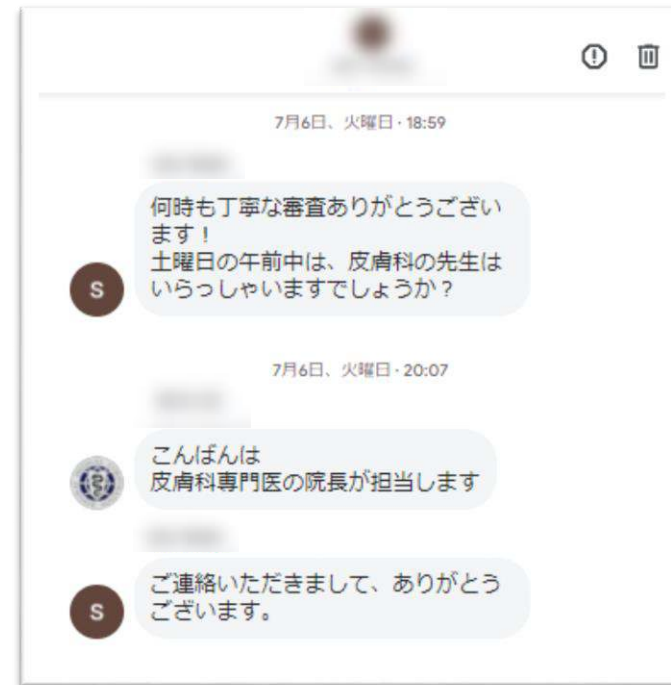 7月6日、火曜日・18:59
何時も丁寧な審査ありがとうござい
ます！
土曜日の午前中は、皮膚科の先生は
いらっしゃいますでしょうか？
S
7月6日、火曜日・20:07
こんばんは
皮膚科専門医の院長が担当します
ご連絡いただきまして、ありがとう
ございます。
S